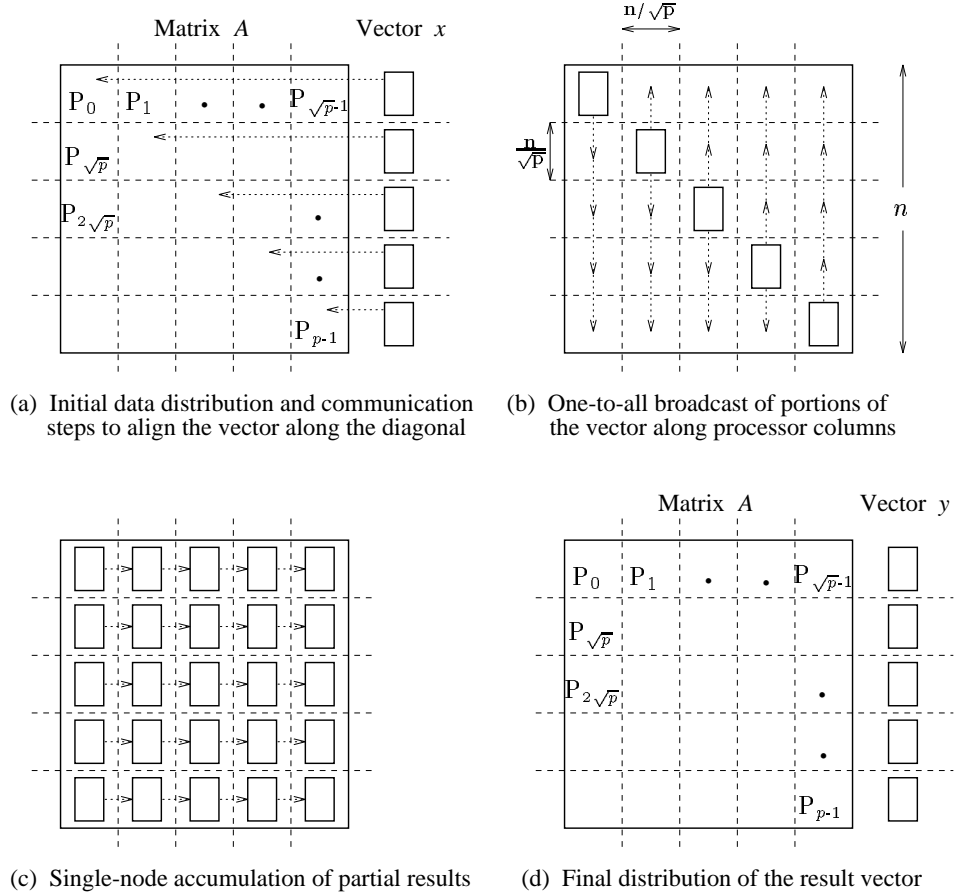 Matrix A
Vector x
P₀ P₁ P√p-1
P√p
P2√p
Pp-1
(a) Initial data distribution and communication
steps to align the vector along the diagonal
n/√p
n
√p
n
(b) One-to-all broadcast of portions of
the vector along processor columns
(c) Single-node accumulation of partial results
Matrix A
Vector y
P₀ P₁ P√p-1
P√p
P2√p
Pp-1
(d) Final distribution of the result vector